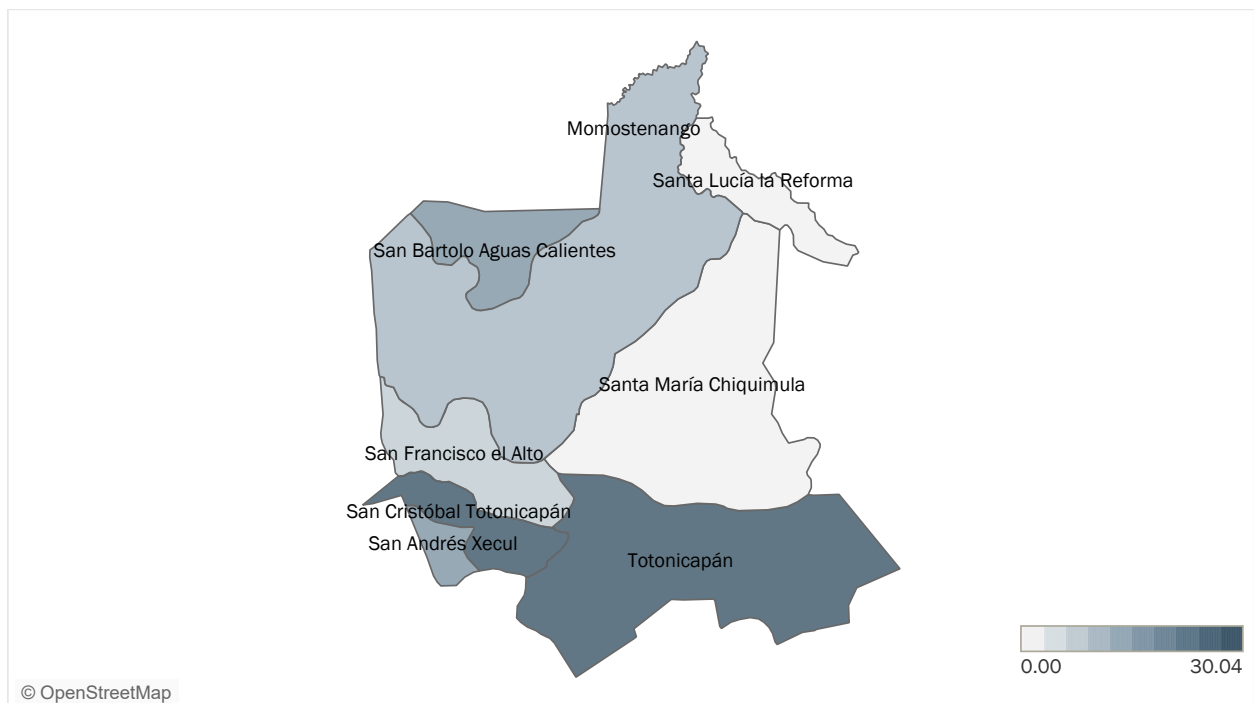 Momostenango
Santa Lucía la Reforma
San Bartolo Aguas Calientes
Santa María Chiquimula
San Francisco el Alto
San Cristóbal Totonicapán
San Andrés Xecul
Totonicapán
0.00 30.04
© OpenStreetMap